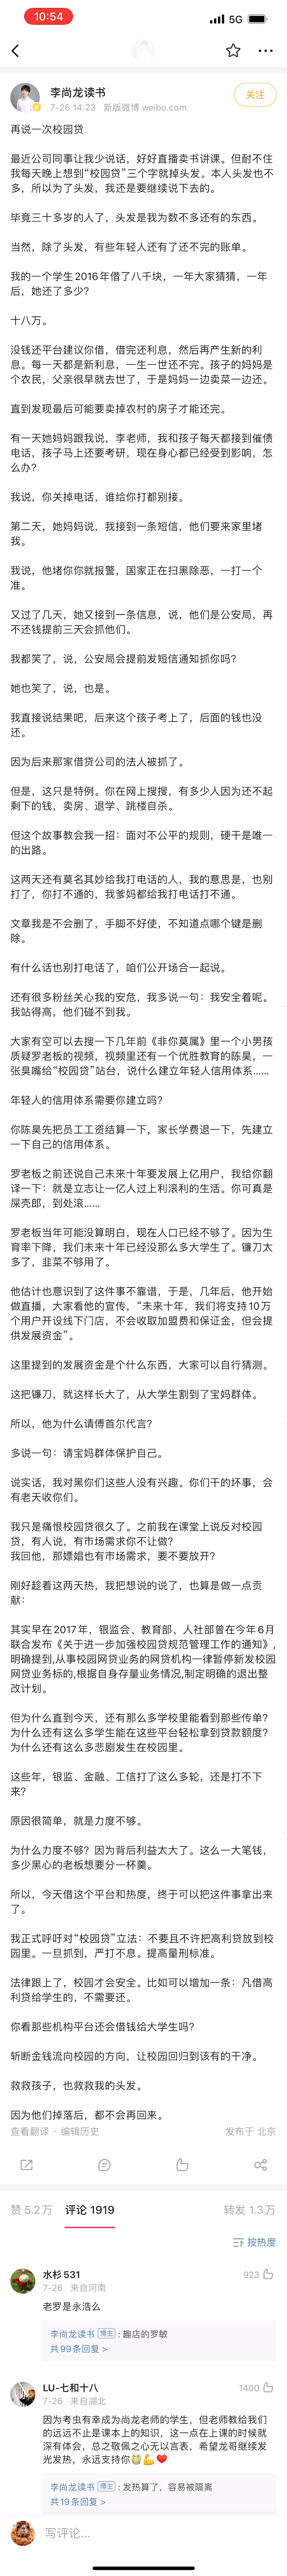 10:54
5G
李尚龙读书
7-26 14:23 新版微博 weibo.com
关注
再说一次校园贷
最近公司同事让我少说话，好好直播卖书讲课。但耐不住
我每天晚上想到“校园贷”三个字就掉头发。本人头发也不
多，所以为了头发，我还是要继续说下去的。
毕竟三十多岁的人了，头发是我为数不多还有的东西。
当然，除了头发，有些年轻人还有了还不完的账单。
我的一个学生2016年借了八千块，一年大家猜猜，一年
后，她还了多少？
十八万。
没钱还平台建议你借，借完还利息，然后再产生新的利
息。每一天都是新利息，一生一世还不完。孩子的妈妈是
个农民，父亲很早就去世了，于是妈妈一边卖菜一边还。
直到发现最后可能要卖掉农村的房子才能还完。
有一天她妈妈跟我说，李老师，我和孩子每天都接到催债
电话，孩子马上还要考研，现在身心都已经受到影响，怎
么办?
我说，你关掉电话，谁给你打都别接。
第二天，她妈妈说，我接到一条短信，他们要来家里堵
我。
我说，他堵你你就报警，国家正在扫黑除恶，一打一个
准。
又过了几天，她又接到一条信息，说，他们是公安局，再
不还钱提前三天会抓他们。
我都笑了，说，公安局会提前发短信通知抓你吗?
她也笑了，说，也是。
我直接说结果吧，后来这个孩子考上了，后面的钱也没
还。
因为后来那家借贷公司的法人被抓了。
但是，这只是特例。你在网上搜搜，有多少人因为还不起
剩下的钱，卖房、退学、跳楼自杀。
但这个故事教会我一招：面对不公平的规则，硬干是唯一
的出路。
这两天还有莫名其妙给我打电话的人，我的意思是，也别
打了，你打不通的，我爹妈都给我打电话打不通。
文章我是不会删了，手脚不好使，不知道点哪个键是删
除。
有什么话也别打电话了，咱们公开场合一起说。
还有很多粉丝关心我的安危，我多说一句：我安全着呢。
我站得高，他们碰不到我。
大家有空可以去搜一下几年前《非你莫属》里一个小男孩
质疑罗老板的视频，视频里还有一个优胜教育的陈昊，一
张臭嘴给“校园贷”站台，说什么建立年轻人信用体系……
年轻人的信用体系需要你建立吗?
你陈昊先把员工工资结算一下，家长学费退一下，先建立
一下自己的信用体系。
罗老板之前还说自己未来十年要发展上亿用户，我给你翻
译一下：就是立志让一亿人过上利滚利的生活。你可真是
屎壳郎，到处滚……
罗老板当年可能没算明白，现在人口已经不够了。因为生
育率下降，我们未来十年已经没那么多大学生了。镰刀太
多了，韭菜不够用了。
他估计也意识到了这件事不靠谱，于是，几年后，他开始
做直播，大家看他的宣传，“未来十年，我们将支持10万
个用户开设线下门店，不会收取加盟费和保证金，但会提
供发展资金”。
这里提到的发展资金是个什么东西，大家可以自行猜测。
这把镰刀，就这样长大了，从大学生割到了宝妈群体。
所以，他为什么请傅首尔代言?
多说一句：请宝妈群体保护自己。
说实话，我对黑你们这些人没有兴趣。你们干的坏事，会
有老天收你们。
我只是痛恨校园贷很久了。之前我在课堂上说反对校园
贷，有人说，有市场需求你不让做?
我回他，那嫖娼也有市场需求，要不要放开?
刚好趁着这两天热，我把想说的说了，也算是做一点贡
献：
其实早在2017年，银监会、教育部、人社部曾在今年6月
联合发布《关于进一步加强校园贷规范管理工作的通知》，
明确提到,从事校园网贷业务的网贷机构一律暂停新发校园
网贷业务标的,根据自身存量业务情况,制定明确的退出整
改计划。
但为什么直到今天，还有那么多学校里能看到那些传单?
为什么还有这么多学生能在这些平台轻松拿到贷款额度?
为什么还有这么多悲剧发生在校园里。
这些年，银监、金融、工信打了这么多轮，还是打不下
来?
原因很简单，就是力度不够。
为什么力度不够？因为背后利益太大了。这么一大笔钱，
多少黑心的老板想要分一杯羹。
所以，今天借这个平台和热度，终于可以把这件事拿出来
了。
我正式呼吁对“校园贷”立法：不要且不许把高利贷放到校
园里。一旦抓到，严打不息。提高量刑标准。
法律跟上了，校园才会安全。比如可以增加一条：凡借高
利贷给学生的，不需要还。
你看那些机构平台还会借钱给大学生吗?
斩断金钱流向校园的方向，让校园回归到该有的干净。
救救孩子，也救救我的头发。
因为他们掉落后，都不会再回来。
查看翻译 · 编辑历史
发布于 北京
赞 5.2万
评论 1919
转发 1.3万
按热度
水杉531
923
7-26 来自河南
老罗是永浩么
李尚龙读书 博主：趣店的罗敏
共99条回复 >
LU-七和十八
1400
7-26 来自湖北
因为考虫有幸成为尚龙老师的学生，但老师教给我们
的远远不止是课本上的知识，这一点在上课的时候就
深有体会，总之敬佩之心无以言表，希望龙哥继续发
光发热，永远支持你😭💪❤️
李尚龙读书 博主：发热算了，容易被隔离
共19条回复 >
写评论...